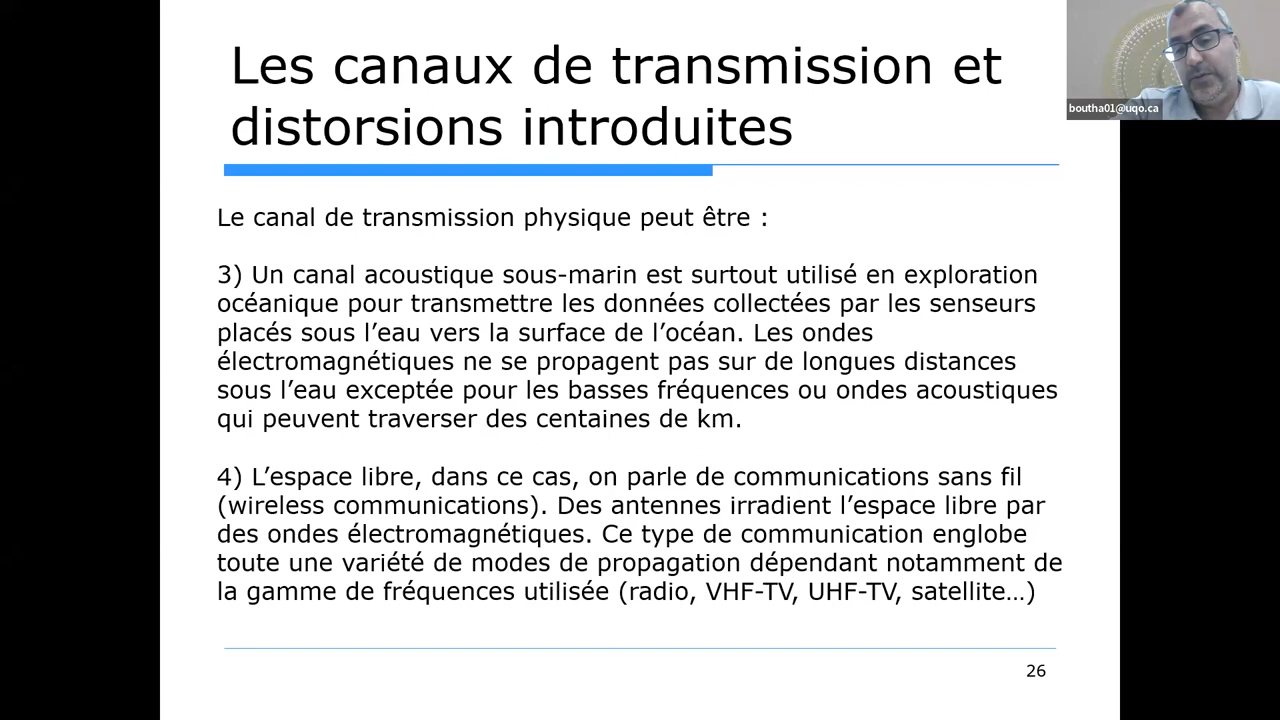 Les canaux de transmission et
distorsions introduites
boutha01@uqo.ca
Le canal de transmission physique peut être :
3) Un canal acoustique sous-marin est surtout utilisé en exploration
océanique pour transmettre les données collectées par les senseurs
placés sous l’eau vers la surface de l’océan. Les ondes
électromagnétiques ne se propagent pas sur de longues distances
sous l’eau exceptée pour les basses fréquences ou ondes acoustiques
qui peuvent traverser des centaines de km.
4) L’espace libre, dans ce cas, on parle de communications sans fil
(wireless communications). Des antennes irradient l’espace libre par
des ondes électromagnétiques. Ce type de communication englobe
toute une variété de modes de propagation dépendant notamment de
la gamme de fréquences utilisée (radio, VHF-TV, UHF-TV, satellite…)
26